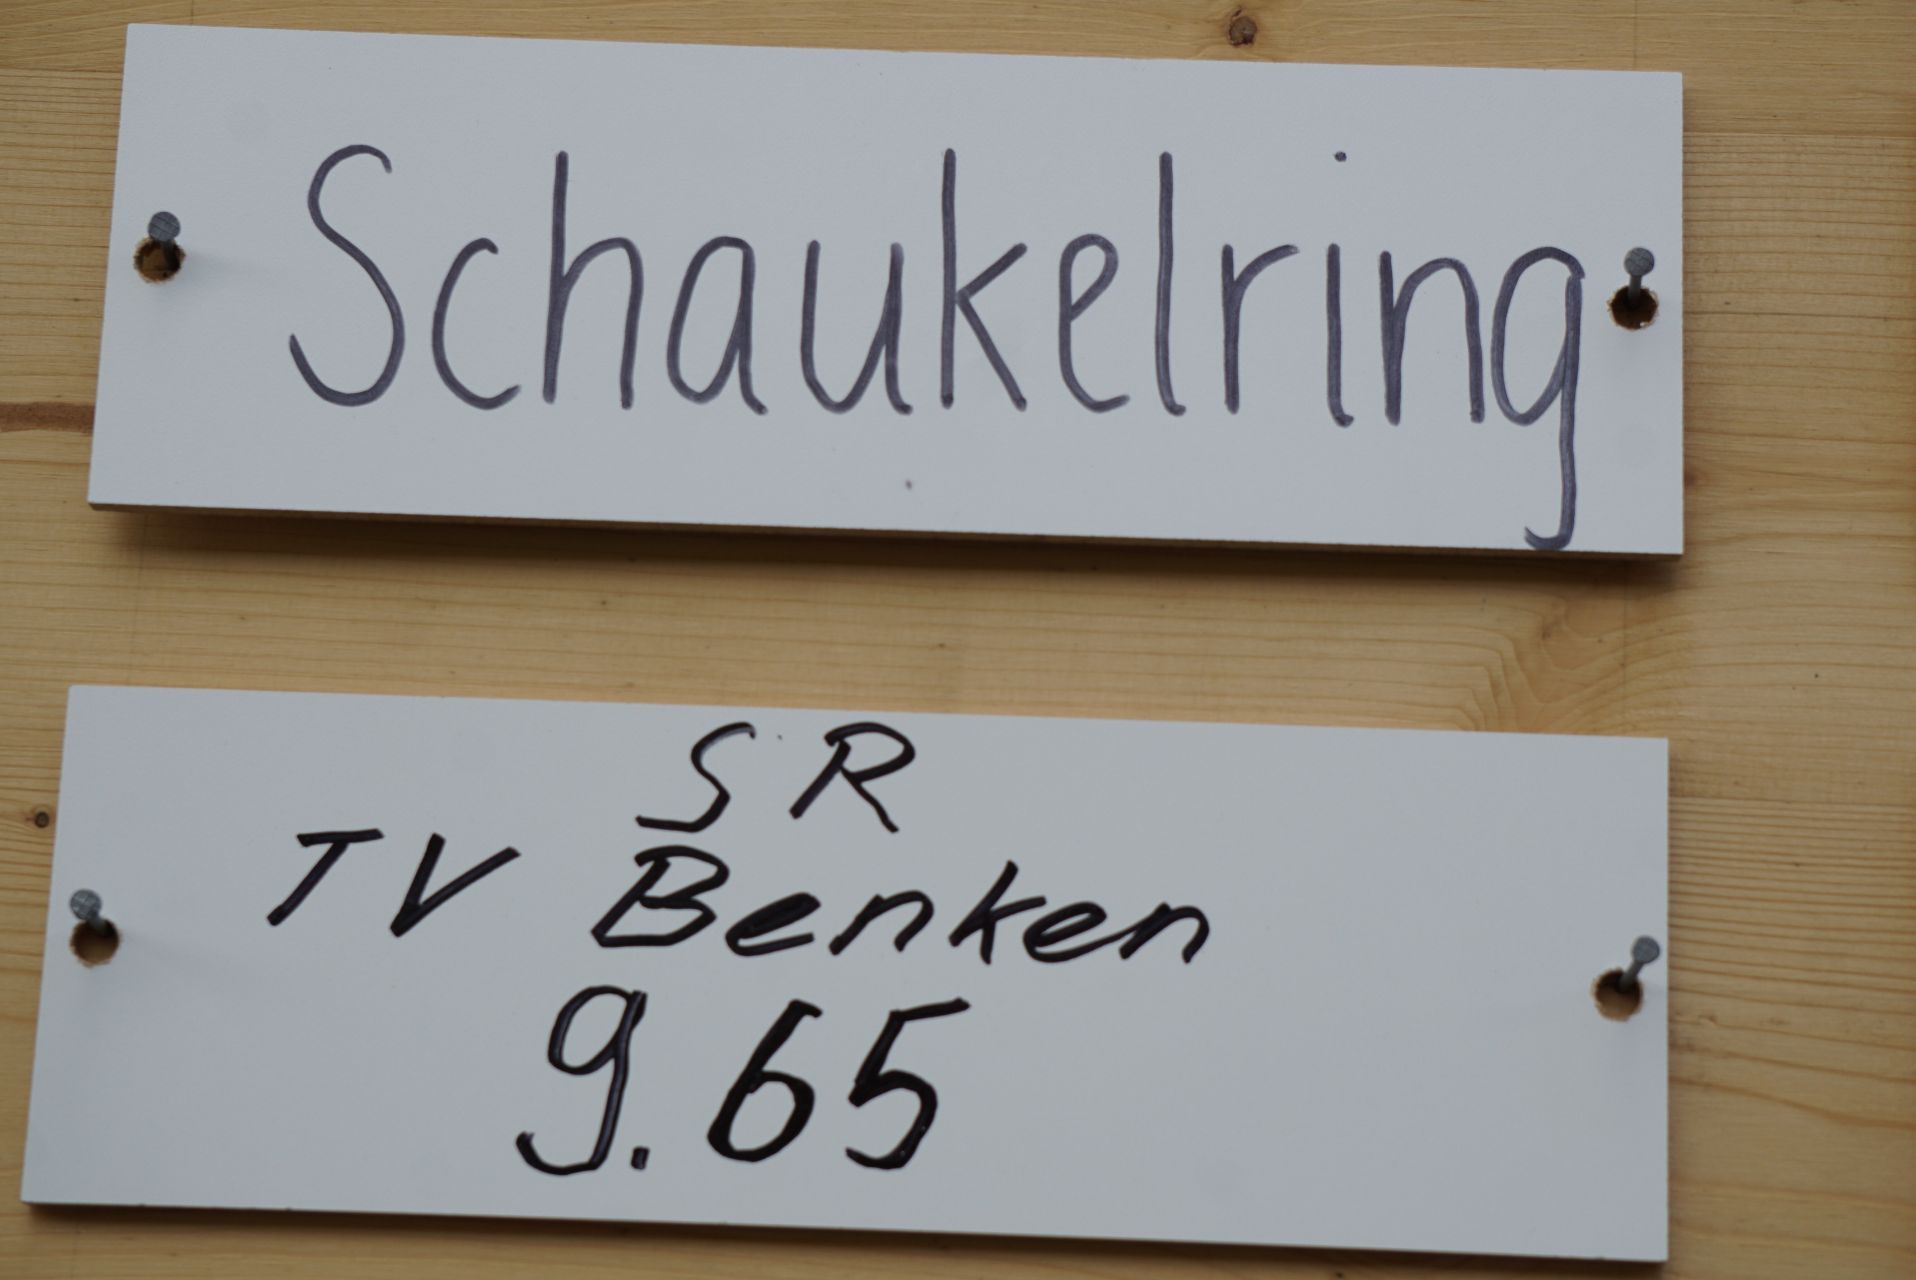 Schaukelring
SR
TV Benken
9.65